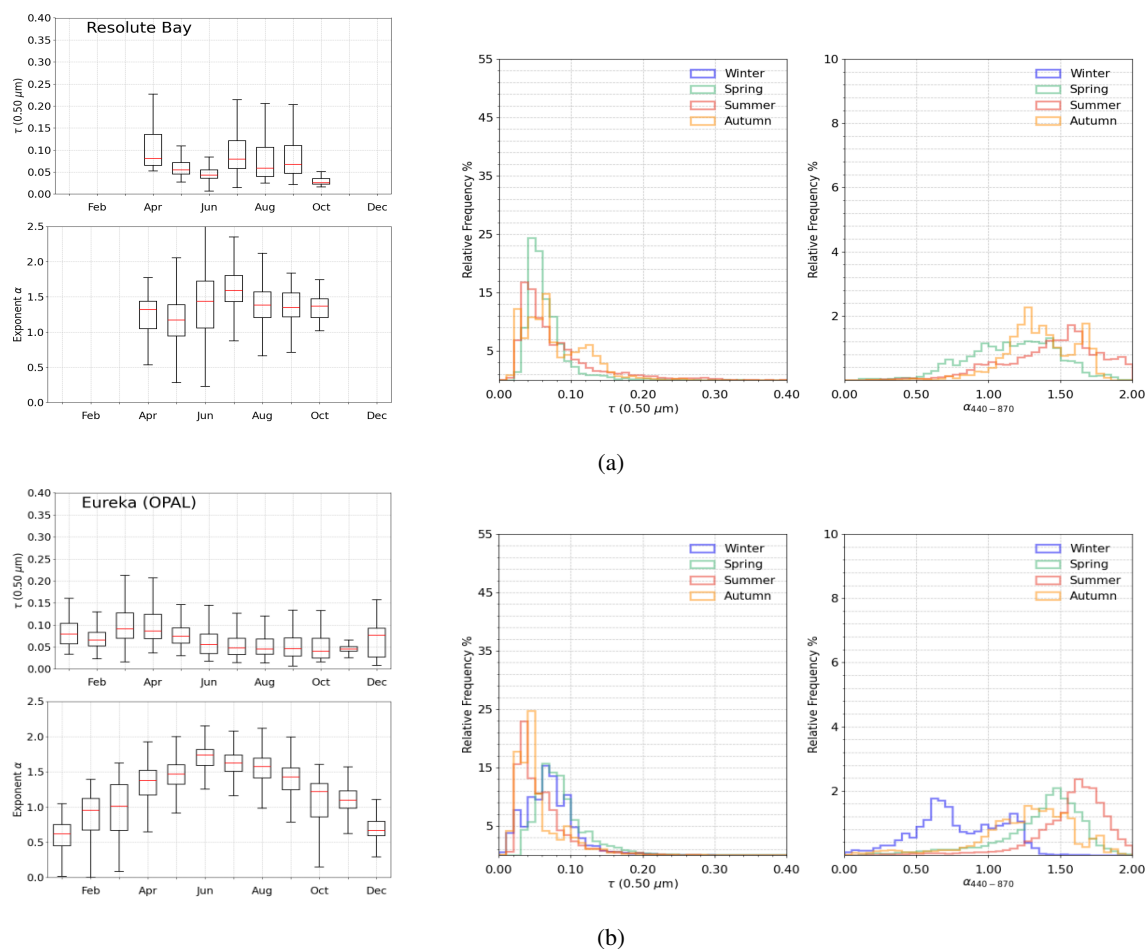 Resolute Bay
τ (0.50 μm)
0.40
0.35
0.30
0.25
0.20
0.15
0.10
0.05
0.00
Feb Apr Jun Aug Oct Dec
Exponent α
2.5
2.0
1.5
1.0
0.5
0.0
Feb Apr Jun Aug Oct Dec
Relative Frequency %
55
45
35
25
15
5
Winter
Spring
Summer
Autumn
0.00 0.10 0.20 0.30 0.40
τ (0.50 μm)
Relative Frequency %
10
8
6
4
2
0
Winter
Spring
Summer
Autumn
0.00 0.50 1.00 1.50 2.00
α440−870
(a)
Eureka (OPAL)
τ (0.50 μm)
0.40
0.35
0.30
0.25
0.20
0.15
0.10
0.05
0.00
Feb Apr Jun Aug Oct Dec
Exponent α
2.5
2.0
1.5
1.0
0.5
0.0
Feb Apr Jun Aug Oct Dec
Relative Frequency %
55
45
35
25
15
5
Winter
Spring
Summer
Autumn
0.00 0.10 0.20 0.30 0.40
τ (0.50 μm)
Relative Frequency %
10
8
6
4
2
0
Winter
Spring
Summer
Autumn
0.00 0.50 1.00 1.50 2.00
α440−870
(b)